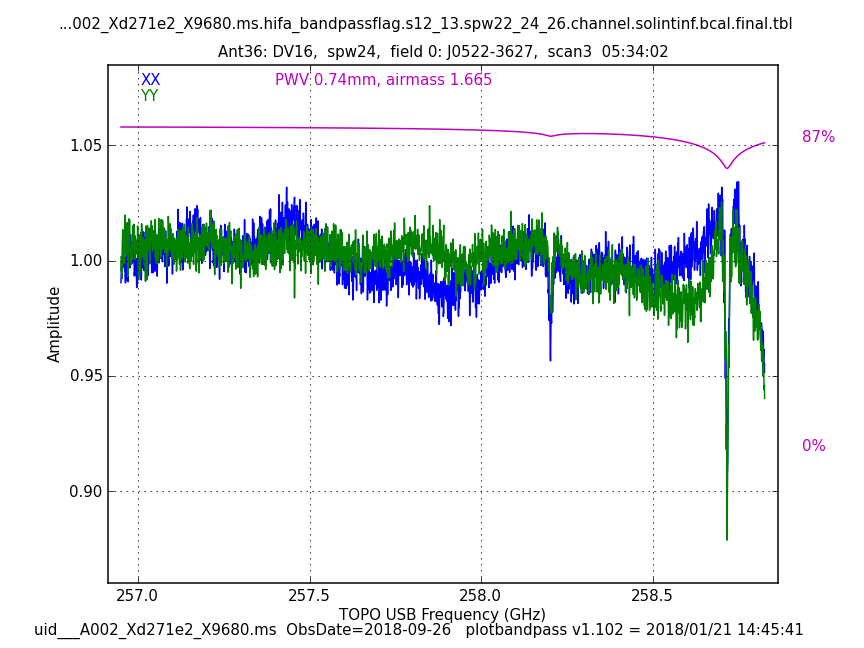 ...002_Xd271e2_X9680.ms.hifa_bandpassflag.s12_13.spw22_24_26.channel.solintinf.bcal.final.tbl
Ant36: DV16,  spw24,  field 0: J0522-3627,  scan3  05:34:02
XX
PWV 0.74mm, airmass 1.665
YY
87%
1.05
1.00
0.95
0.90
0%
Amplitude
257.0
257.5
258.0
258.5
TOPO USB Frequency (GHz)
uid___A002_Xd271e2_X9680.ms  ObsDate=2018-09-26   plotbandpass v1.102 = 2018/01/21 14:45:41